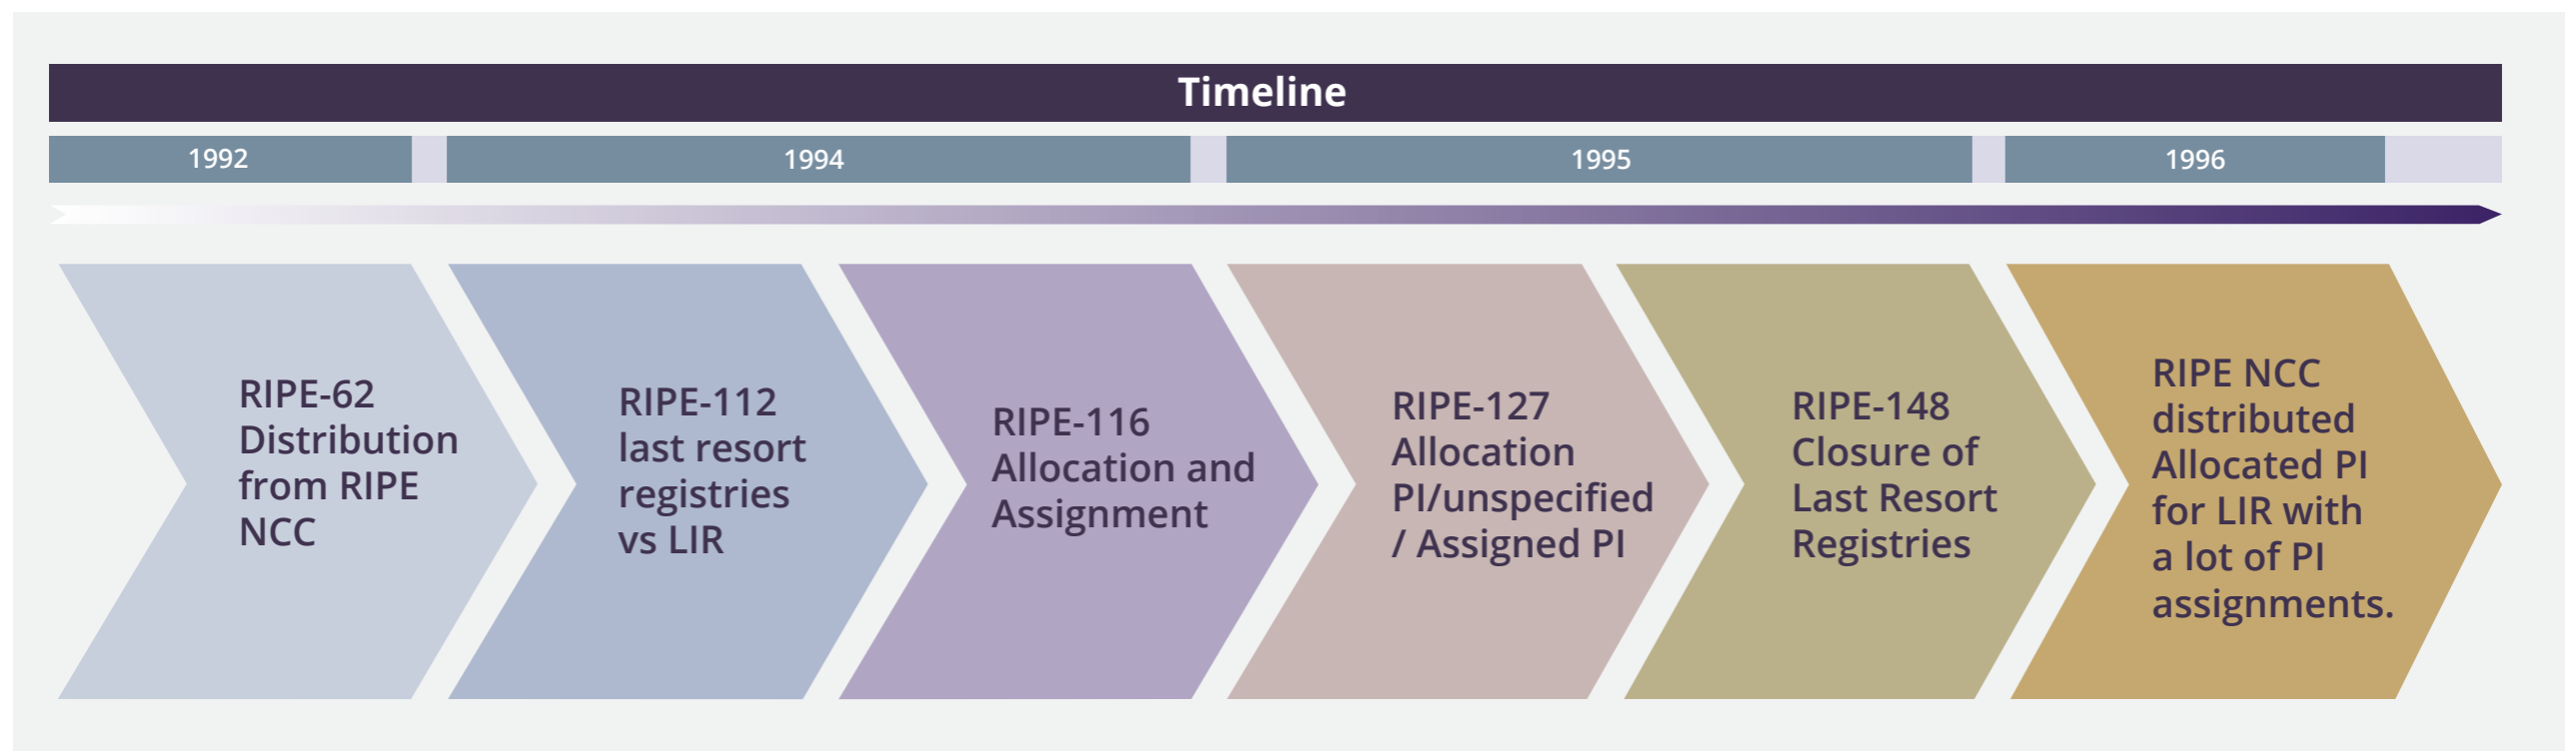 Timeline
1992
1994
1995
1996
RIPE-62
Distribution
from RIPE
NCC
RIPE-112
last resort
registries
vs LIR
RIPE-116
Allocation and
Assignment
RIPE-127
Allocation
PI/unspecified
/ Assigned PI
RIPE-148
Closure of
Last Resort
Registries
RIPE NCC
distributed
Allocated PI
for LIR with
a lot of PI
assignments.